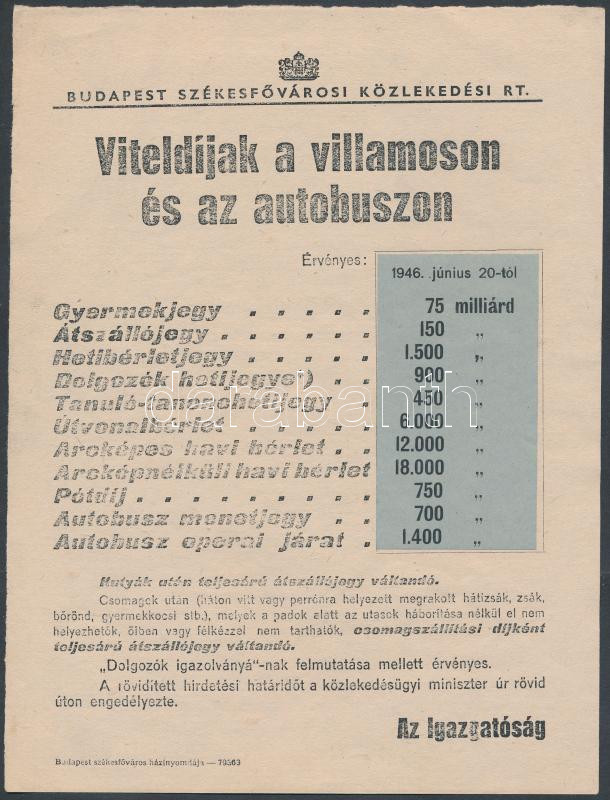 BUDAPEST SZÉKESFŐVÁROSI KÖZLEKEDÉSI RT.
Viteldíjak a villamoson
és az autobuszon
Érvényes: 1946. június 20-tól
Gyermekjegy . . . . . 75 milliárd
Átszállójegy . . . . . 150 „
Hetibérletjegy . . . . 1.500 „
Dolgozók hetijegye) . . 900 „
Tanuló-tanonchetijegy . 450 „
Útvonalbérlet . . . . . 6.000 „
Arcképes havi bérlet . . 12.000 „
Arcképnélküli havi bérlet 18.000 „
Pótdíj . . . . . . . . 750 „
Autobusz menetjegy . . 700 „
Autobusz operai járat . 1.400 „
Kutyák után teljesárú átszállójegy váltandó.
Csomagok után (háton vitt vagy perrónra helyezett megrakott hátizsák, zsák,
bőrönd, gyermekkocsi stb.), melyek a padok alatt az utasok háborítása nélkül el nem
helyezhetők, ölben vagy félkézzel nem tarthatók, csomagszállítási díjként
teljesárú átszállójegy váltandó.
„Dolgozók igazolványá"-nak felmutatása mellett érvényes.
A rövidített hirdetési határidőt a közlekedésügyi miniszter úr rövid
úton engedélyezte.
Az Igazgatóság
Budapest székesfőváros házinyomdája — 79363
darabanth